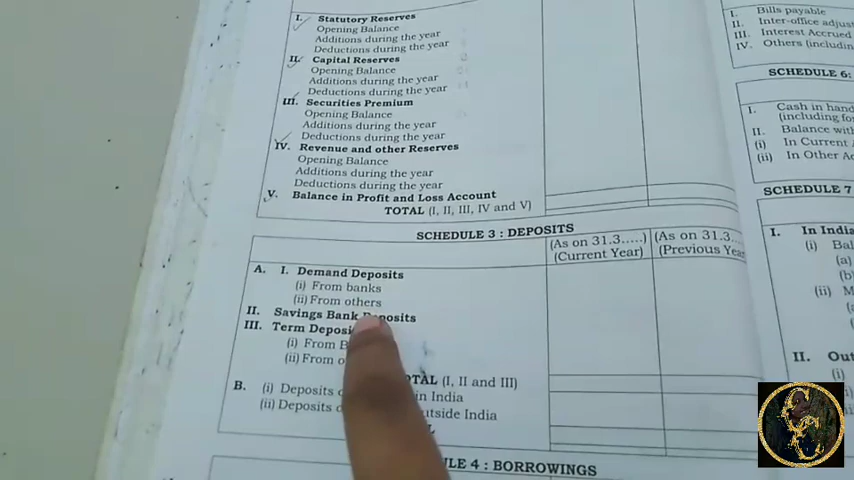 I. Statutory Reserves
Opening Balance
Additions during the year
Deductions during the year
II. Capital Reserves
Opening Balance
Additions during the year
Deductions during the year
III. Securities Premium
Opening Balance
Additions during the year
Deductions during the year
IV. Revenue and other Reserves
Opening Balance
Additions during the year
Deductions during the year
V. Balance in Profit and Loss Account
TOTAL (I, II, III, IV and V)
SCHEDULE 3 : DEPOSITS
(As on 31.3.....) (As on 31.3....
(Current Year) (Previous Year)
A. I. Demand Deposits
(i) From banks
(ii) From others
II. Savings Bank Deposits
III. Term Deposi
(i) From B
(ii) From o
TOTAL (I, II and III)
B. (i) Deposits o in India
(ii) Deposits outside India
L
LE 4 : BORROWINGS
I. Bills payable
II. Inter-office adjus
III. Interest Accrued
IV. Others (includin
SCHEDULE 6:
I. Cash in hand
(including fo
II. Balance with
(i) In Current
(ii) In Other A
SCHEDULE 7
I. In India
(i) Bal
(a)
(b
(ii) M
(a
(b
II. Out
(i)